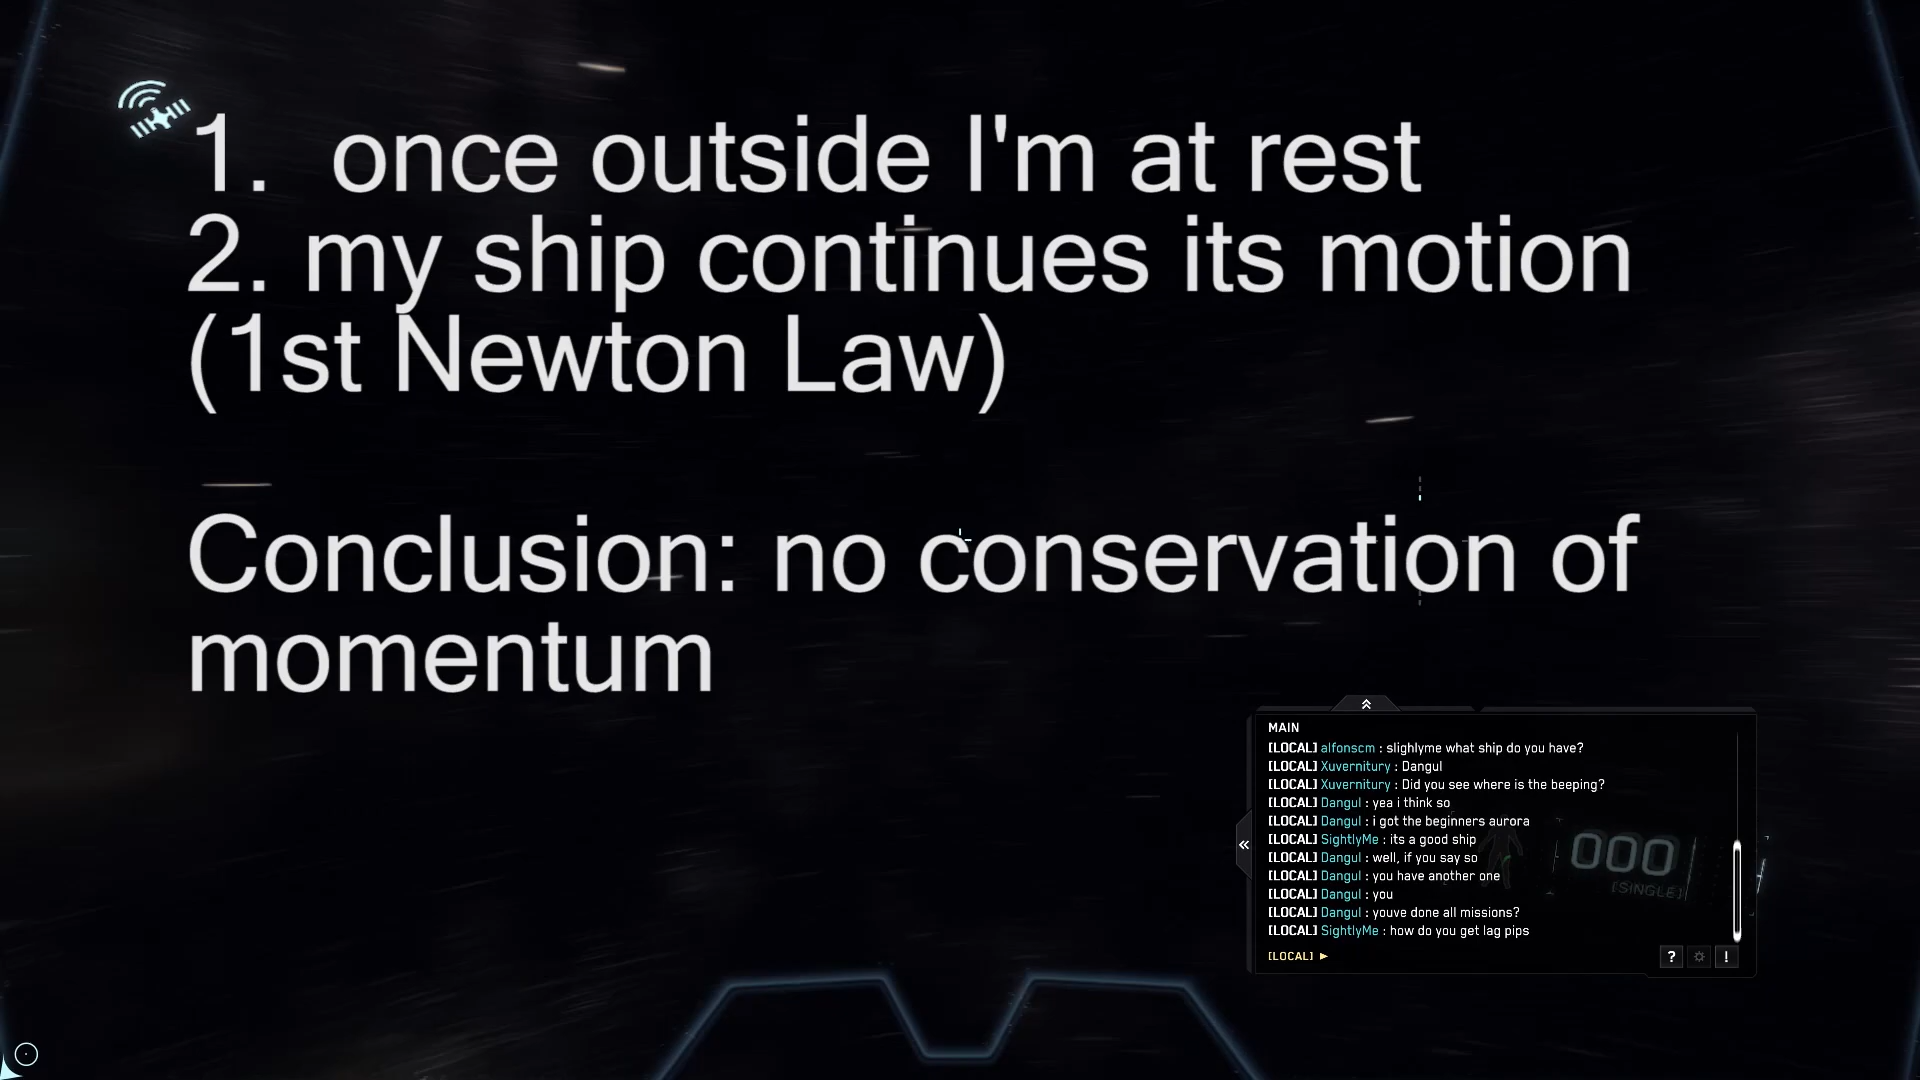 1. once outside I'm at rest
2. my ship continues its motion
(1st Newton Law)
Conclusion: no conservation of
momentum
MAIN
[LOCAL] alfonscm : slighlyme what ship do you have?
[LOCAL] Xuvernitury : Dangul
[LOCAL] Xuvernitury : Did you see where is the beeping?
[LOCAL] Dangul : yea i think so
[LOCAL] Dangul : i got the beginners aurora
[LOCAL] SightlyMe : its a good ship
[LOCAL] Dangul : well, if you say so
[LOCAL] Dangul : you have another one
[LOCAL] Dangul : you
[LOCAL] Dangul : youve done all missions?
[LOCAL] SightlyMe : how do you get lag pips
[LOCAL]
000
[SINGLE]
? !